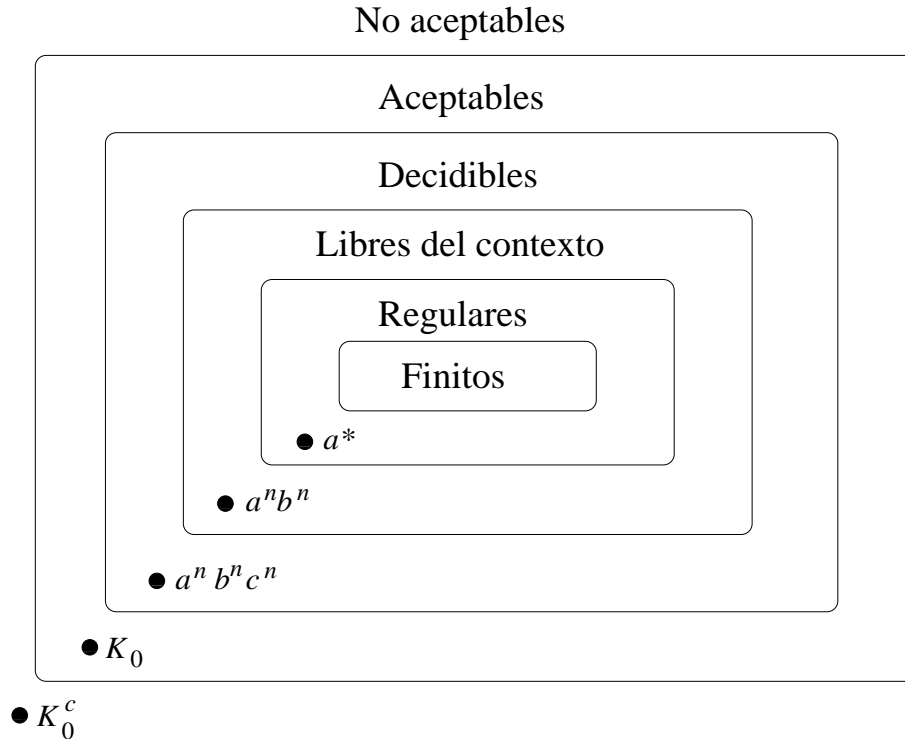 No aceptables
Aceptables
Decidibles
Libres del contexto
Regulares
Finitos
a*
aⁿbⁿ
aⁿ bⁿ cⁿ
K₀
K₀ᶜ